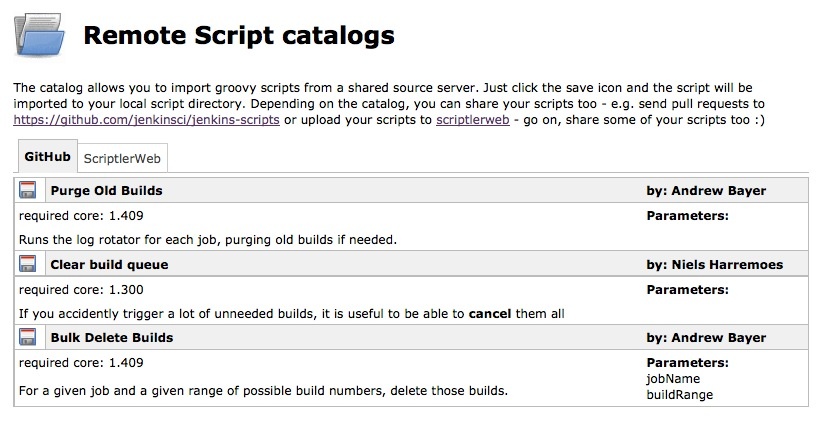 Remote Script catalogs
The catalog allows you to import groovy scripts from a shared source server. Just click the save icon and the script will be
imported to your local script directory. Depending on the catalog, you can share your scripts too - e.g. send pull requests to
https://github.com/jenkinsci/jenkins-scripts or upload your scripts to scriptlerweb - go on, share some of your scripts too :)
GitHub ScriptlerWeb
Purge Old Builds by: Andrew Bayer
required core: 1.409 Parameters:
Runs the log rotator for each job, purging old builds if needed.
Clear build queue by: Niels Harremoes
required core: 1.300 Parameters:
If you accidently trigger a lot of unneeded builds, it is useful to be able to cancel them all
Bulk Delete Builds by: Andrew Bayer
required core: 1.409 Parameters:
jobName
For a given job and a given range of possible build numbers, delete those builds.
buildRange